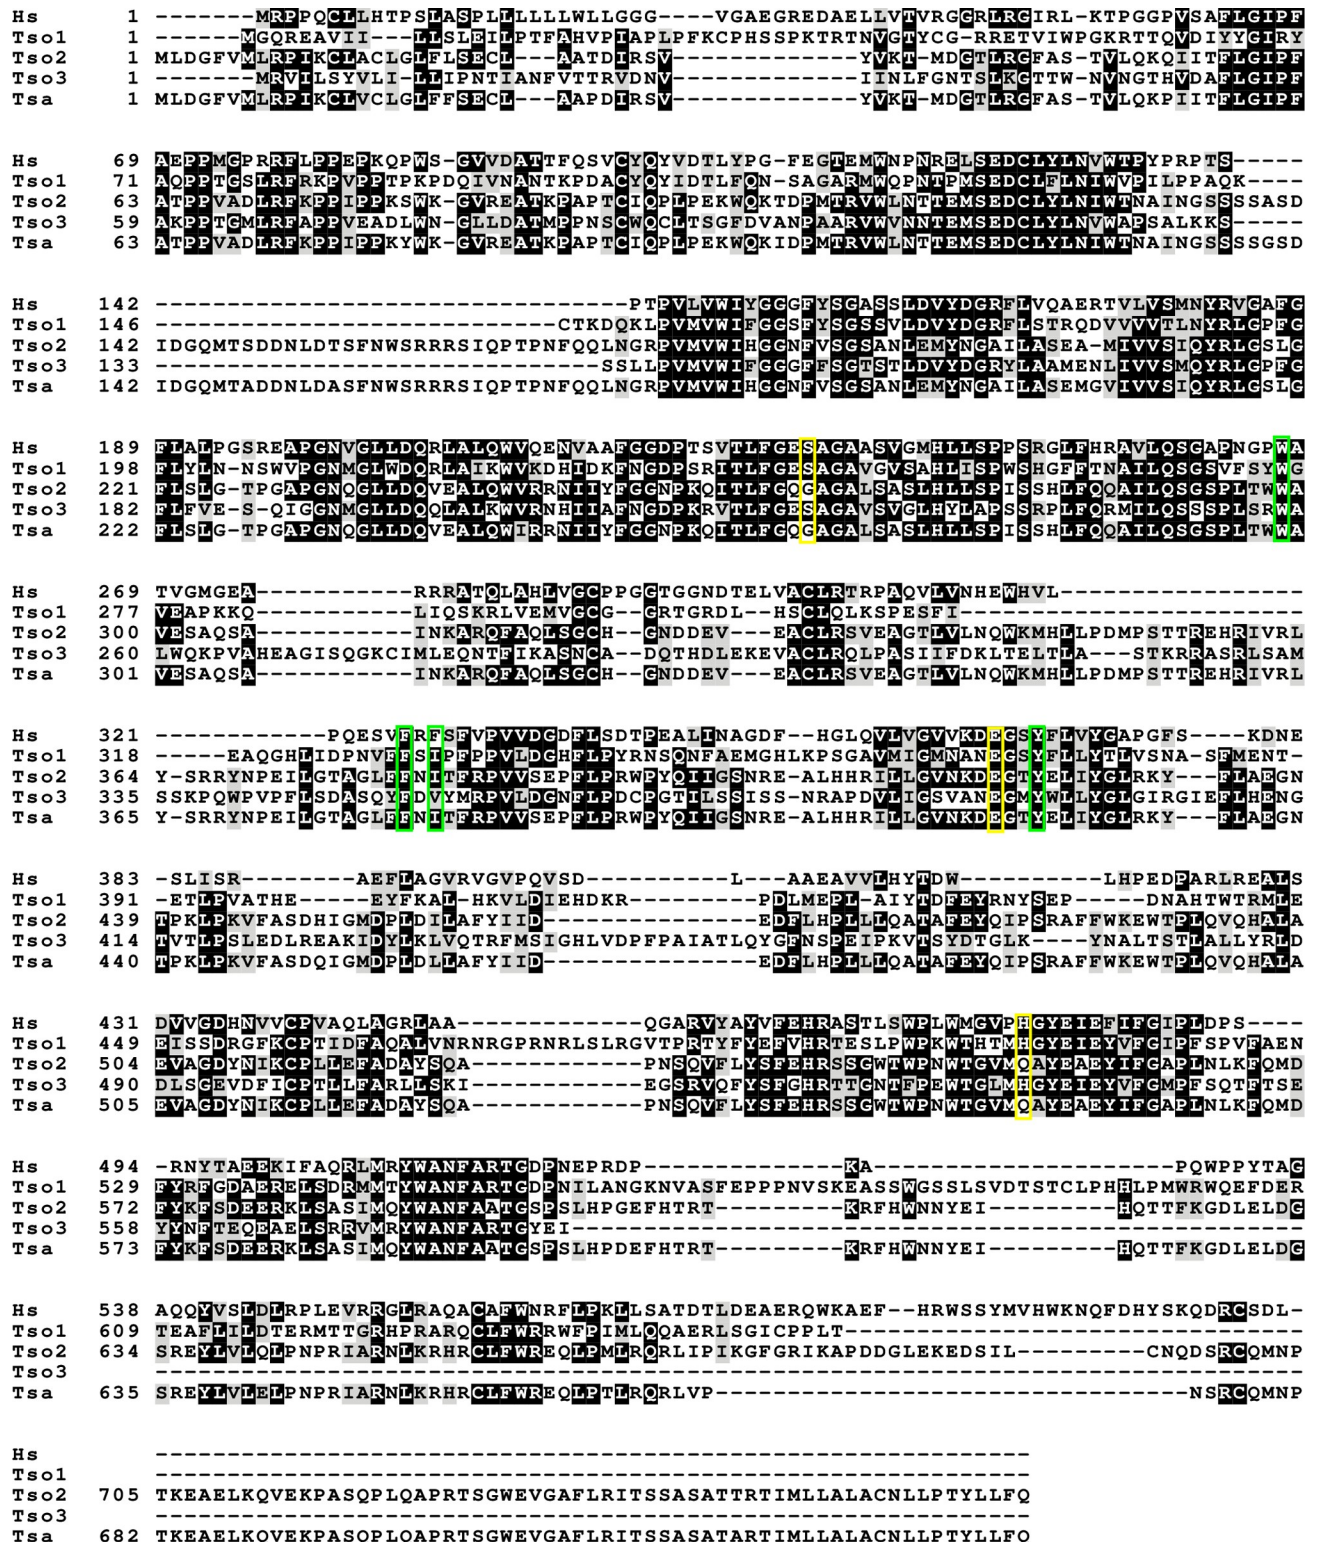 Hs 1 -------MRPPQCLLHTPSLASPLLLLLLWLLGGG----VGAEGREDAELLVTVRGGRLRGIRL-KTPGGPVSAFLGIPF
Tso1 1 ------MGQREAVII---LLSLEILPTFAHVPIAPLPFKCPHSSPKTRTNVGTYCG-RRETVIWPGKRTTQVDIYYGIRY
Tso2 1 MLDGFVMLRPIKCLACLGLFLSECL---AATDIRSV-------------YVKT-MDGTLRGFAS-TVLQKQIITFLGIPF
Tso3 1 -------MRVILSYVLI-LLIPNTIANFVTTRVDNV-------------IINLFGNTSLKGTTW-NVNGTHVDAFLGIPF
Tsa 1 MLDGFVMLRPIKCLVCLGLFFSECL---AAPDIRSV-------------YVKT-MDGTLRGFAS-TVLQKPIITFLGIPF
Hs 69 AEPPMGPRRFLPPEPKQPWS-GVVDATTFQSVCYQYVDTLYPG-FEGTEMWNPNRELSEDCLYLNVWTPYPRPTS-----
Tso1 71 AQPPTGSLRFRKPVPPTPKPDQIVNANTKPDACYQYIDTLFQN-SAGARMWQPNTPMSEDCLFLNIWVPILPPAQK----
Tso2 63 ATPPVADLRFKPPIPPKSWK-GVREATKPAPTCIQPLPEKWQKTDPMTRVWLNTTEMSEDCLYLNIWTNAINGSSSSASD
Tso3 59 AKPPTGMLRFAPPVEADLWN-GLLDATMPPNSCWQCLTSGFDVANPAARVWVNNTEMSEDCLYLNVWAPSALKKS-----
Tsa 63 ATPPVADLRFKPPIPPKYWK-GVREATKPAPTCIQPLPEKWQKIDPMTRVWLNTTEMSEDCLYLNIWTNAINGSSSSGSD
Hs 142 ---------------------------------PTPVLVWIYGGGFYSGASSLDVYDGRFLVQAERTVLVSMNYRVGAFG
Tso1 146 ----------------------------CTKDQKLPVMVWIFGGSFYSGSSVLDVYDGRFLSTRQDVVVVTLNYRLGPFG
Tso2 142 IDGQMTSDDNLDTSFNWSRRRSIQPTPNFQQLNGRPVMVWIHGGNFVSGSANLEMYNGAILASEA-MIVVSIQYRLGSLG
Tso3 133 -------------------------------SSLLPVMVWIFGGGFFSGTSTLDVYDGRYLAAMENLIVVSMQYRLGPFG
Tsa 142 IDGQMTADDNLDASFNWSRRRSIQPTPNFQQLNGRPVMVWIHGGNFVSGSANLEMYNGAILASEMGVIVVSIQYRLGSLG
Hs 189 FLALPGSREAPGNVGLLDQRLALQWVQENVAAFGGDPTSVTLFGESAGAASVGMHLLSPPSRGLFHRAVLQSGAPNGPWA
Tso1 198 FLYLN-NSWVPGNMGLWDQRLAIKWVKDHIDKFNGDPSRITLFGESAGAVGVSAHLISPWSHGFFTNAILQSGSVFSYWG
Tso2 221 FLSLG-TPGAPGNQGLLDQVEALQWVRRNIIYFGGNPKQITLFGQGAGALSASLHLLSPISSHLFQQAILQSGSPLTWWA
Tso3 182 FLFVE-S-QIGGNMGLLDQQLALKWVRNHIIAFNGDPKRVTLFGESAGAVSVGLHYLAPSSRPLFQRMILQSSSPLSRWA
Tsa 222 FLSLG-TPGAPGNQGLLDQVEALQWIRRNIIYFGGNPKQVTLFGQGAGALSASLHLLSPISSHLFQQAILQSGSPLTWWA
Hs 269 TVGMGEA-----------RRRATQLAHLVGCPPGGTGGNDTELVACLRTRPAQVLVNHEWHVL-----------------
Tso1 277 VEAPKKQ-----------LIQSKRLVEMVGCG--GRTGRDL--HSCLQLKSPESFI------------------------
Tso2 300 VESAQSA-----------INKARQFAQLSGCH--GNDDEV---EACLRSVEAGTLVLNQWKMHLLPDMPSTTREHRIVRL
Tso3 260 LWQKPVAHEAGISQGKCIMLEQNTFIKASNCA--DQTHDLEKEVACLRQLPASIIFDKLTELTLA---STKRRASRLSAM
Tsa 301 VESAQSA-----------INKARQFAQLSGCH--GNDDEV---EACLRSVEAGTLVLNQWKMHLLPDMPSTTREHRIVRL
Hs 321 ------------PQESVFRFSFVPVVDGDFLSDTPEALINAGDF--HGLQVLVGVVKDEGSYFLVYGAPGFS---KDNE
Tso1 318 -----EAQGHLIDPNVFFSIPFPPVLDGHFLPYRNSQNFAEMGHLKPSGAVMIGMNANEGSYFLLYTLVSNA-SFMENT-
Tso2 364 Y-SRRYNPEILGTAGLFFNITFRPVVSEPFLPRWPYQIIGSNRE-ALHHRILLGVNKDEGTYELIYGLRKY---FLAEGN
Tso3 335 SSKPQWPVPFLSDASQYFDVYMRPVLDGNFLPDCPGTILSSISS-NRAPDVLIGSVANEGMYWLLYGLGIRGIEFLHENG
Tsa 365 Y-SRRYNPEILGTAGLFFNITFRPVVSEPFLPRWPYQIIGSNRE-ALHHRILLGVNKDEGTYELIYGLRKY---FLAEGN
Hs 383 -SLISR--------AEFLAGVRVGVPQVSD----------L---AAEAVVLHYTDW----------LHPEDPARLREALS
Tso1 391 -ETLPVATHE----EYFKAL-HKVLDIEHDKR---------PDLMEPL-AIYTDFEYRNYSEP----DNAHTWTRMLE
Tso2 439 TPKLPKVFASDHIGMDPLDILAFYIID---------------EDFLHPLLLQATAFEYQIPSRAFFWKEWTPLQVQHALA
Tso3 414 TVTLPSLEDLREAKIDYLKLVQTRFMSIGHLVDPFPAIATLQYGFNSPEIPKVTSYDTGLK----YNALTSTLALLYRLD
Tsa 440 TPKLPKVFASDQIGMDPLDLLAFYIID---------------EDFLHPLLLQATAFEYQIPSRAFFWKEWTPLQVQHALA
Hs 431 DVVGDHNVVCPVAQLAGRLAA-------------QGARVYAYVFEHRASTLSWPLWMGVPHGYEIEFIFGIPLDPS----
Tso1 449 EISSDRGFKCPTIDFAQALVNRNRGPRNRLSLRGVTPRTYFYEFVHRTESLPWPKWTHTMHGYEIEYVFGIPFSPVFAEN
Tso2 504 EVAGDYNIKCPLLEFADAYSQA------------PNSQVFLYSFEHRSSGWTWPNWTGVMQAYEAEYIFGAPLNLKFQMD
Tso3 490 DLSGEVDFICPTLLFARLLSKI------------EGSRVQFYSFGHRTTGNTFPEWTGLMHGYEIEYVFGMPFSQTFTSE
Tsa 505 EVAGDYNIKCPLLEFADAYSQA------------PNSQVFLYSFEHRSSGWTWPNWTGVMQAYEAEYIFGAPLNLKFQMD
Hs 494 -RNYTAEEKIFAQRLMRYWANFARTGDPNEPRDP--------------KA---------------------PQWPPYTAG
Tso1 529 FYRFGDAERELSDRMMTYWANFARTGDPNILANGKNVASFEPPPNVSKEASSWGSSLSVDTSTCLPHHLPMWRWQEFDER
Tso2 572 FYKFSDEERKLSASIMQYWANFAATGSPSLHPGEFHTRT---------KRFHWNNYEI---------HQTTFKGDLELDG
Tso3 558 YYNFTEQEAELSRRVMRYWANFARTGYEI---------------------------------------------------
Tsa 573 FYKFSDEERKLSASIMQYWANFAATGSPSLHPDEFHTRT---------KRFHWNNYEI---------HQTTFKGDLELDG
Hs 538 AQQYVSLDLRPLEVRRGLRAQACAFWNRFLPKLLSATDTLDEAERQWKAEF--HRWSSYMVHWKNQFDHYSKQDRCSDL-
Tso1 609 TEAFLILDTERMTTGRHPRARQCLFWRRWFPIMLQQAERLSGICPPLT--------------------------------
Tso2 634 SREYLVLQLPNPRIARNLKRHRCLFWREQLPMLRQRLIPIKGFGRIKAPDDGLEKEDSIL---------CNQDSRCQMNP
Tso3 --------------------------------------------------------------------------------
Tsa 635 SREYLVLELPNPRIARNLKRHRCLFWREQLPTLRQRLVP---------------------------------NSRCQMNP
Hs -------------------------------------------------------------
Tso1 -------------------------------------------------------------
Tso2 705 TKEAELKQVEKPASQPLQAPRTSGWEVGAFLRITSSASATTRTIMLLALACNLLPTYLLFQ
Tso3 -------------------------------------------------------------
Tsa 682 TKEAELKQVEKPASQPLQAPRTSGWEVGAFLRITSSASATARTIMLLALACNLLPTYLLFQ